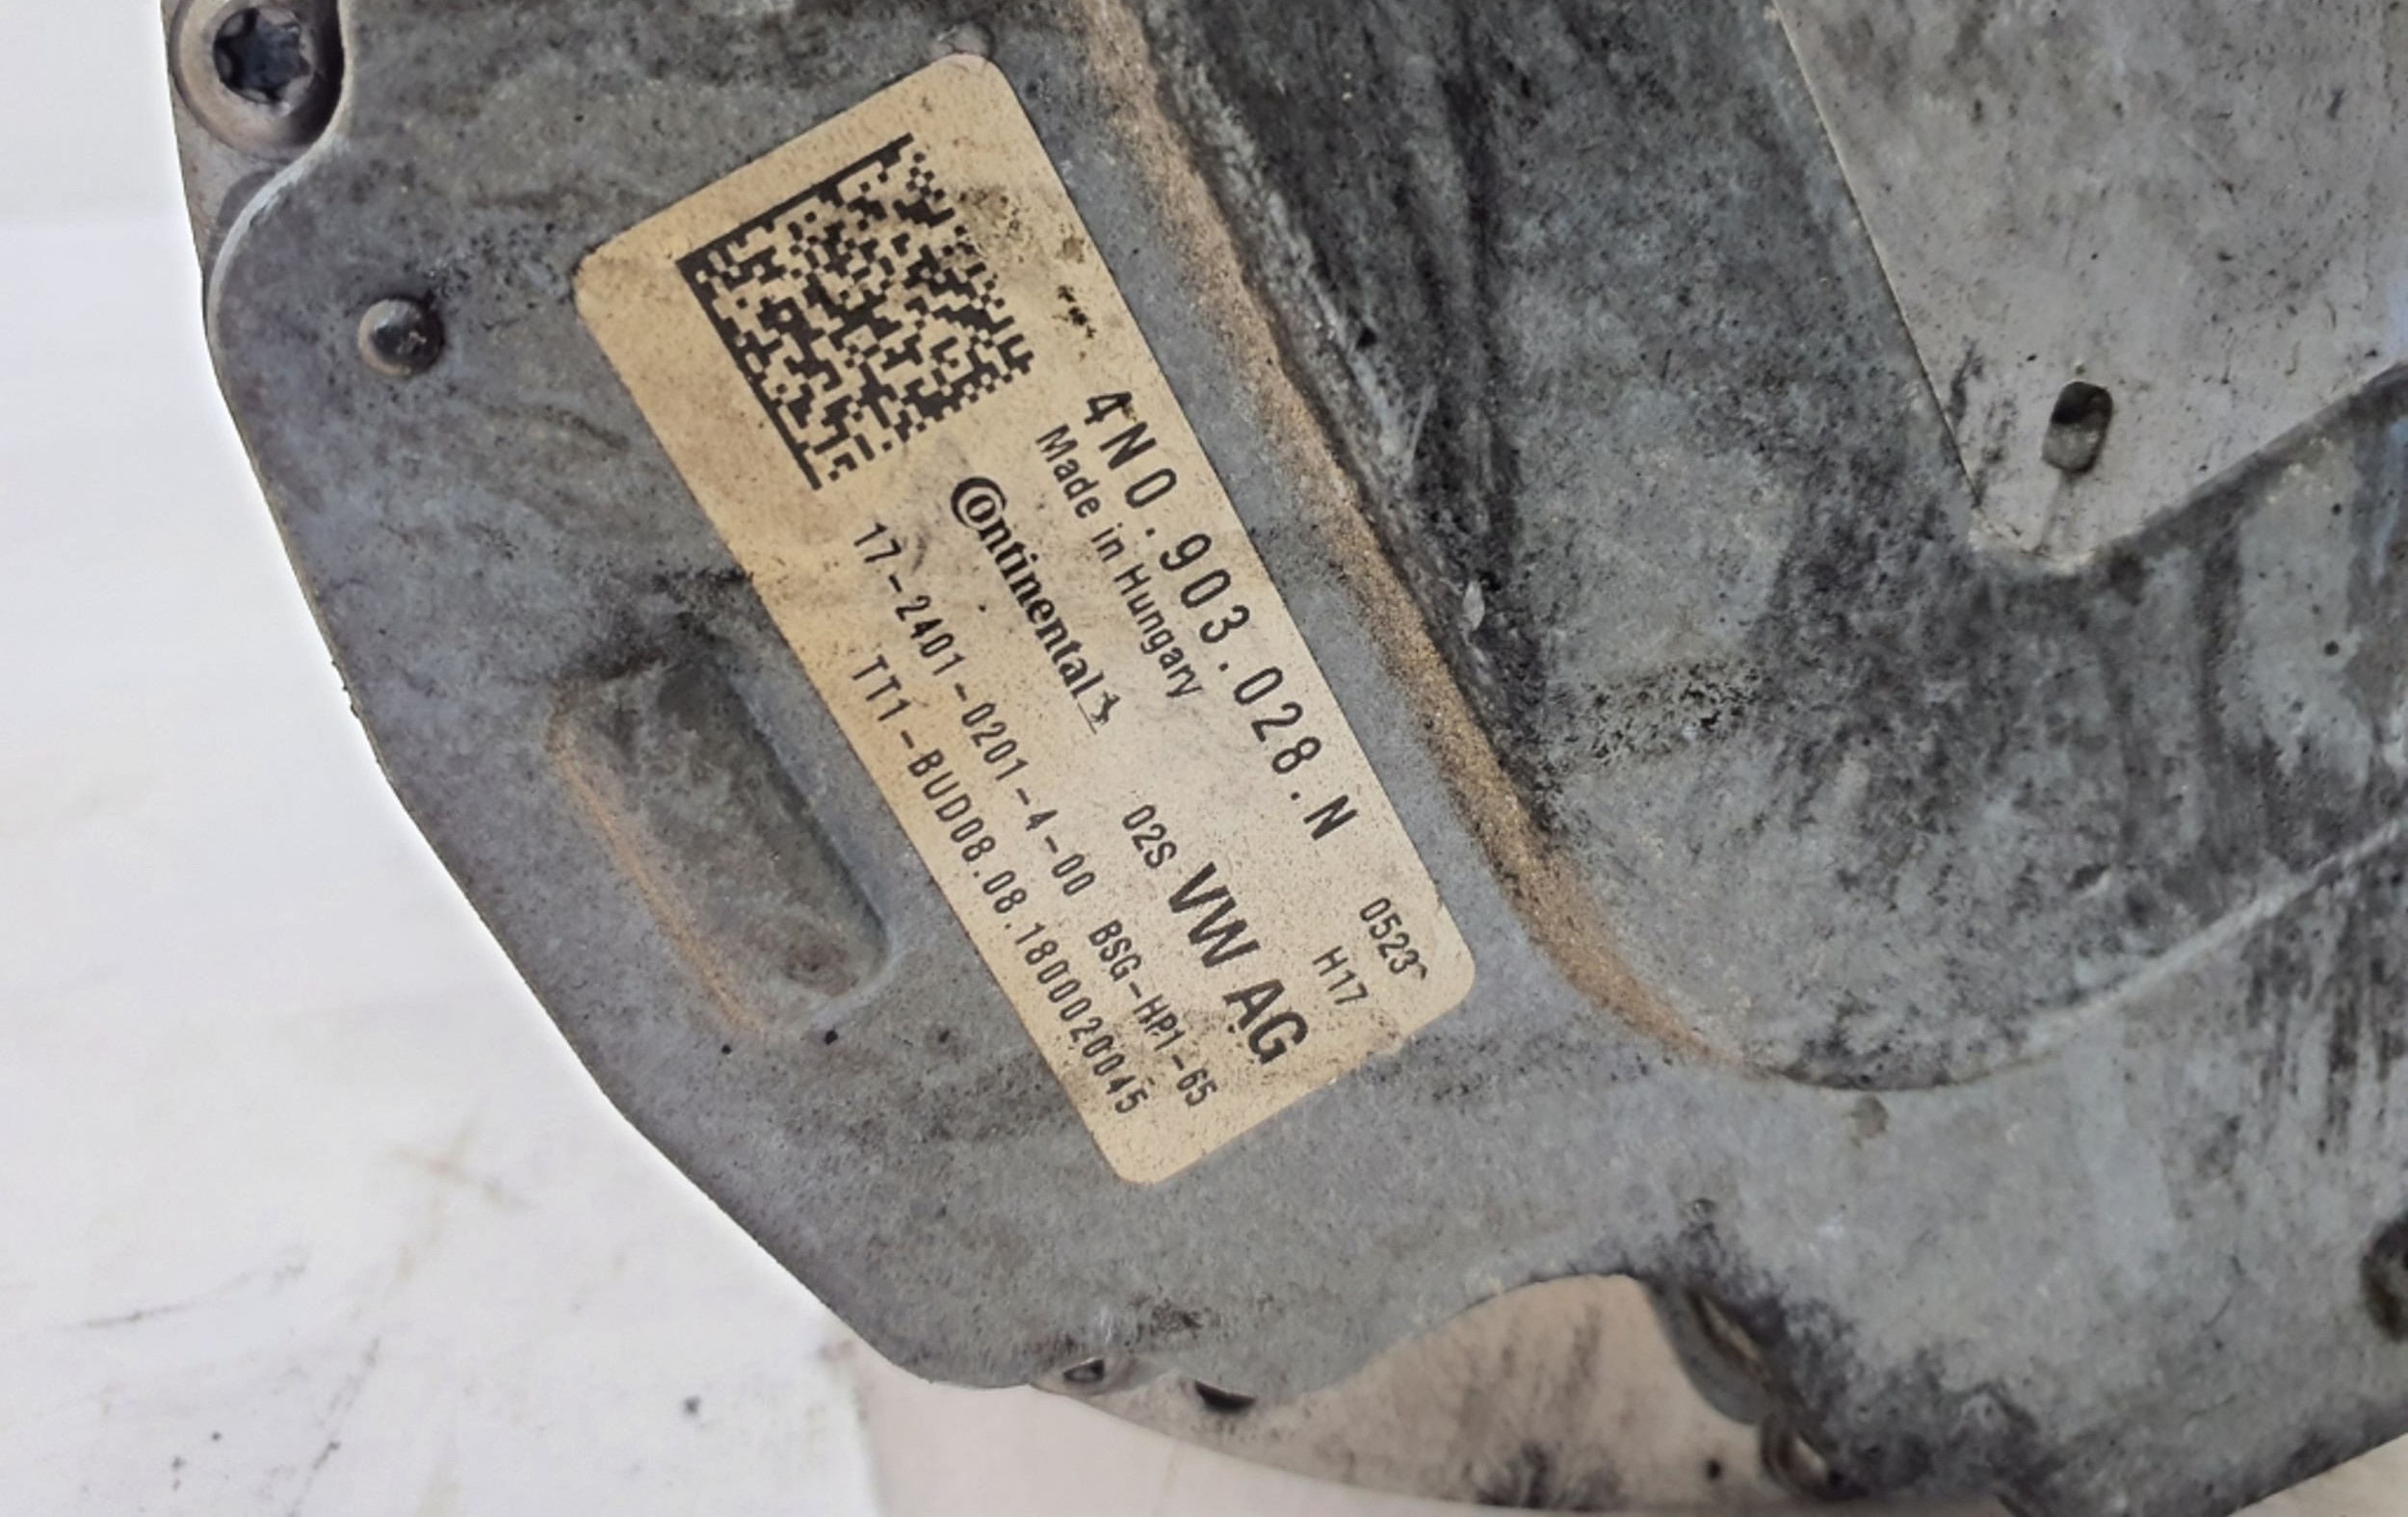 4N0.903.028.N
0523
Made in Hungary
H17
Continental
02S VW AG
17-2401-0201-4-00 BSG-HP1-65
TT1-BUD08.08.1800020045